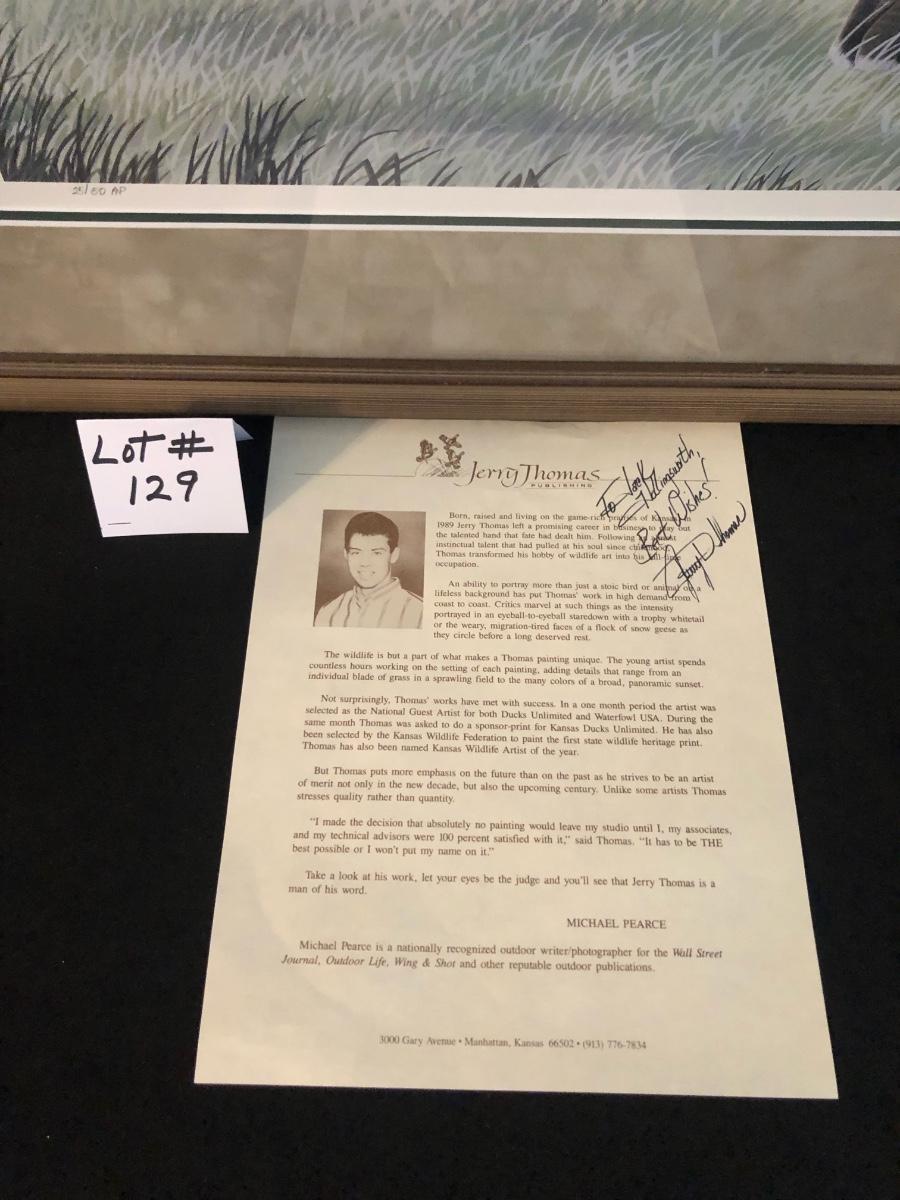 25/50 AP
Lot #
129
Jerry Thomas
PUBLISHING
To Jack
Hollinsworth,
Best Wishes!
Jerry Thomas
Born, raised and living on the game-rich prairies of Kansas, in
1989 Jerry Thomas left a promising career in business to play out
the talented hand that fate had dealt him. Following an almost
instinctual talent that had pulled at his soul since childhood,
Thomas transformed his hobby of wildlife art into his full-time
occupation.
An ability to portray more than just a stoic bird or animal on a
lifeless background has put Thomas' work in high demand from
coast to coast. Critics marvel at such things as the intensity
portrayed in an eyeball-to-eyeball staredown with a trophy whitetail
or the weary, migration-tired faces of a flock of snow geese as
they circle before a long deserved rest.
The wildlife is but a part of what makes a Thomas painting unique. The young artist spends
countless hours working on the setting of each painting, adding details that range from an
individual blade of grass in a sprawling field to the many colors of a broad, panoramic sunset.
Not surprisingly, Thomas' works have met with success. In a one month period the artist was
selected as the National Guest Artist for both Ducks Unlimited and Waterfowl USA. During the
same month Thomas was asked to do a sponsor-print for Kansas Ducks Unlimited. He has also
been selected by the Kansas Wildlife Federation to paint the first state wildlife heritage print.
Thomas has also been named Kansas Wildlife Artist of the year.
But Thomas puts more emphasis on the future than on the past as he strives to be an artist
of merit not only in the new decade, but also the upcoming century. Unlike some artists Thomas
stresses quality rather than quantity.
"I made the decision that absolutely no painting would leave my studio until I, my associates,
and my technical advisors were 100 percent satisfied with it," said Thomas. "It has to be THE
best possible or I won't put my name on it."
Take a look at his work, let your eyes be the judge and you'll see that Jerry Thomas is a
man of his word.
MICHAEL PEARCE
Michael Pearce is a nationally recognized outdoor writer/photographer for the Wall Street
Journal, Outdoor Life, Wing & Shot and other reputable outdoor publications.
3000 Gary Avenue • Manhattan, Kansas 66502 • (913) 776-7834